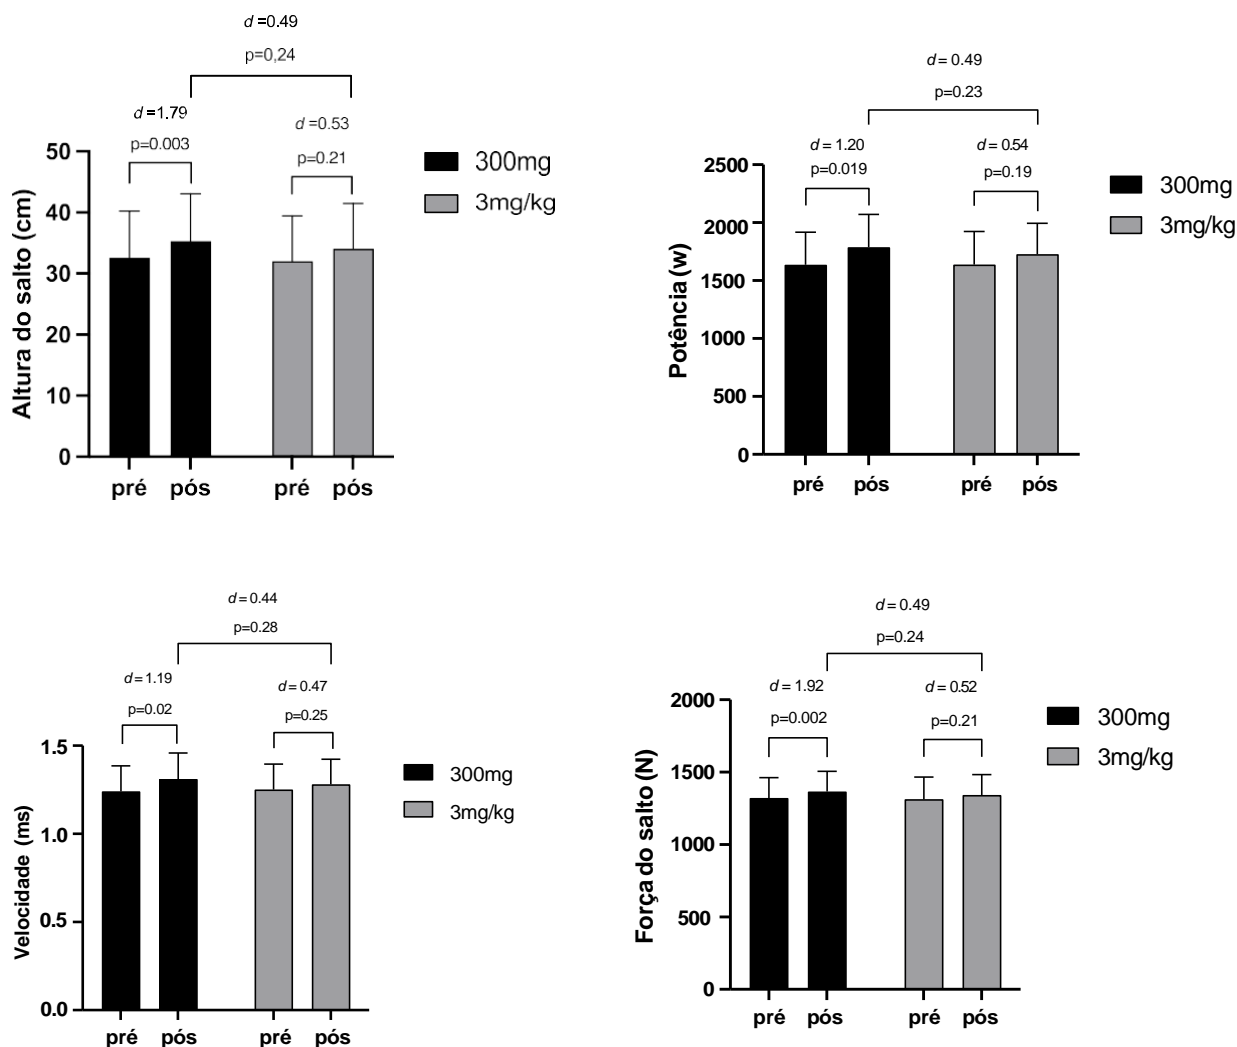 d =0.49
p=0,24
d =1.79
p=0.003
d =0.53
p=0.21
300mg
3mg/kg
Altura do salto (cm)
50
40
30
20
10
0
pré pós pré pós
d = 0.49
p=0.23
d = 1.20
p=0.019
d = 0.54
p=0.19
300mg
3mg/kg
Potência (w)
2500
2000
1500
1000
500
0
pré pós pré pós
d = 0.44
p=0.28
d = 1.19
p=0.02
d = 0.47
p=0.25
300mg
3mg/kg
Velocidade (ms)
1.5
1.0
0.5
0.0
pré pós pré pós
d = 0.49
p=0.24
d = 1.92
p=0.002
d = 0.52
p=0.21
300mg
3mg/kg
Força do salto (N)
2000
1500
1000
500
0
pré pós pré pós